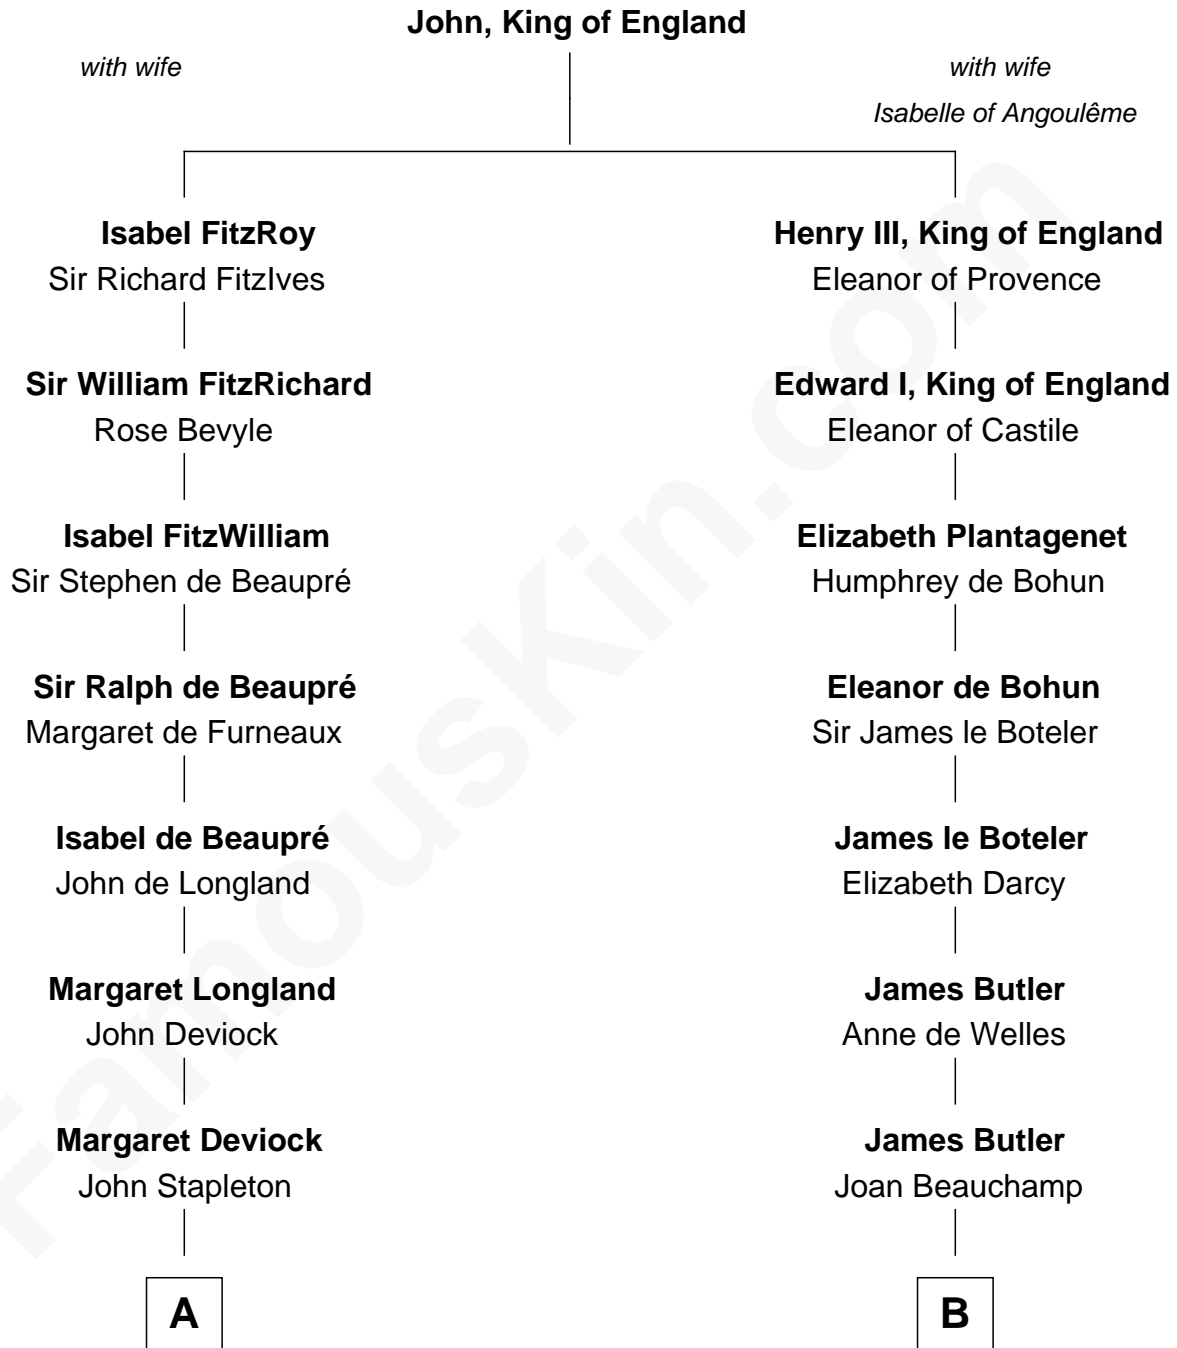 John, King of England
with wife
with wife
Isabelle of Angoulême
Isabel FitzRoy
Sir Richard FitzIves
Henry III, King of England
Eleanor of Provence
Sir William FitzRichard
Rose Bevyle
Edward I, King of England
Eleanor of Castile
Isabel FitzWilliam
Sir Stephen de Beaupré
Elizabeth Plantagenet
Humphrey de Bohun
Sir Ralph de Beaupré
Margaret de Furneaux
Eleanor de Bohun
Sir James le Boteler
Isabel de Beaupré
John de Longland
James le Boteler
Elizabeth Darcy
Margaret Longland
John Deviock
James Butler
Anne de Welles
Margaret Deviock
John Stapleton
James Butler
Joan Beauchamp
A
B
FamousKin.com